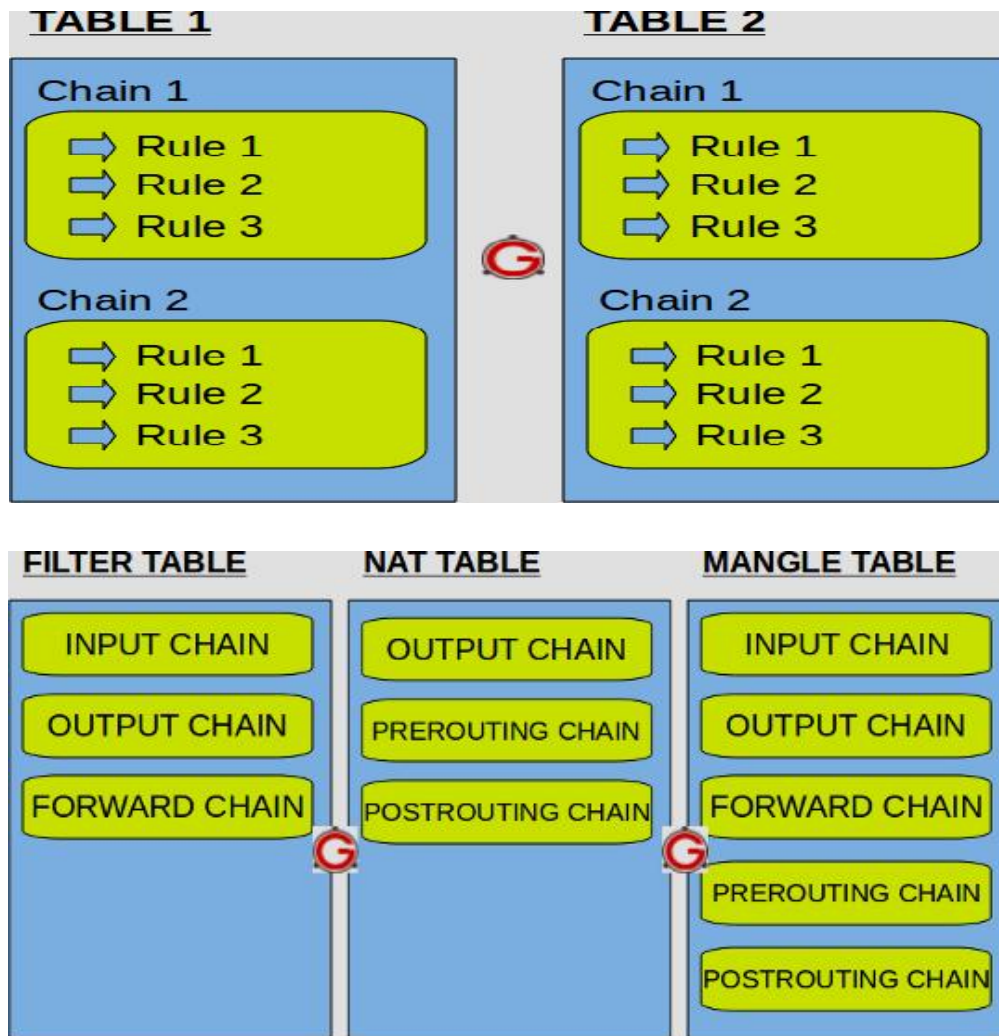 TABLE 1
Chain 1
Rule 1
Rule 2
Rule 3
Chain 2
Rule 1
Rule 2
Rule 3
TABLE 2
Chain 1
Rule 1
Rule 2
Rule 3
Chain 2
Rule 1
Rule 2
Rule 3
G
FILTER TABLE
INPUT CHAIN
OUTPUT CHAIN
FORWARD CHAIN
G
NAT TABLE
OUTPUT CHAIN
PREROUTING CHAIN
POSTROUTING CHAIN
G
MANGLE TABLE
INPUT CHAIN
OUTPUT CHAIN
FORWARD CHAIN
PREROUTING CHAIN
POSTROUTING CHAIN